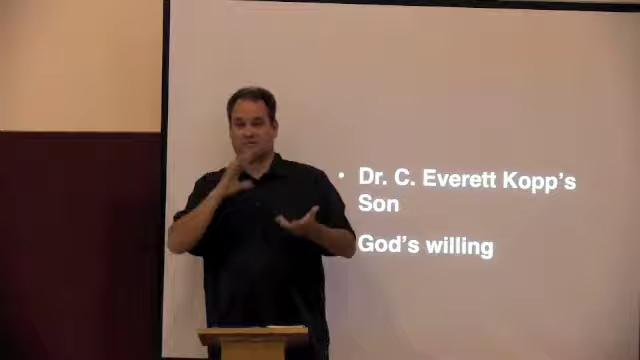 • Dr. C. Everett Kopp's
Son
God's willing